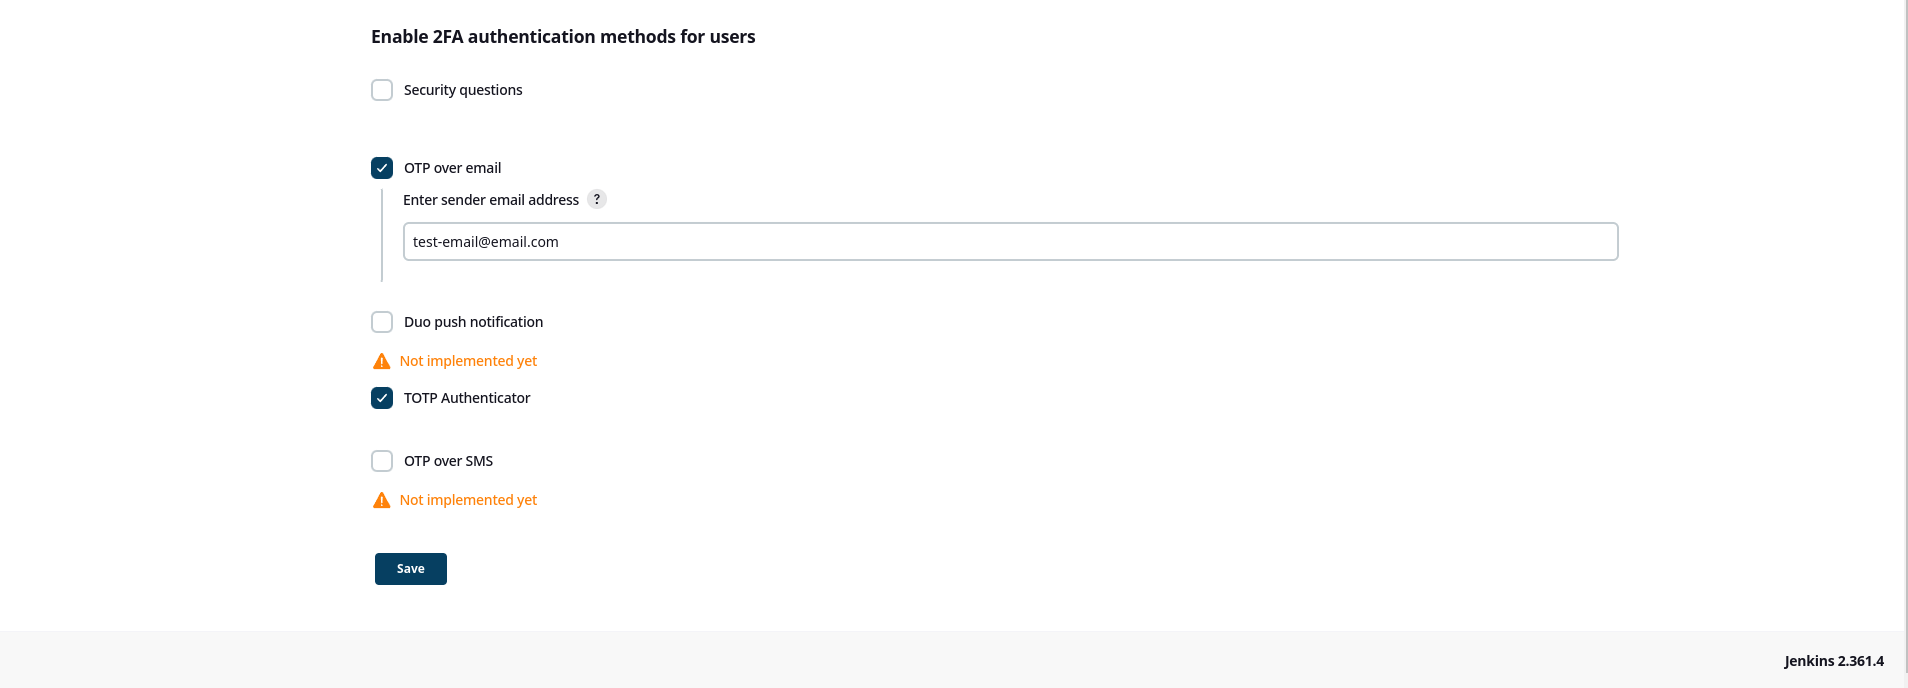 Enable 2FA authentication methods for users
Security questions
OTP over email
Enter sender email address ?
test-email@email.com
Duo push notification
Not implemented yet
TOTP Authenticator
OTP over SMS
Not implemented yet
Save
Jenkins 2.361.4